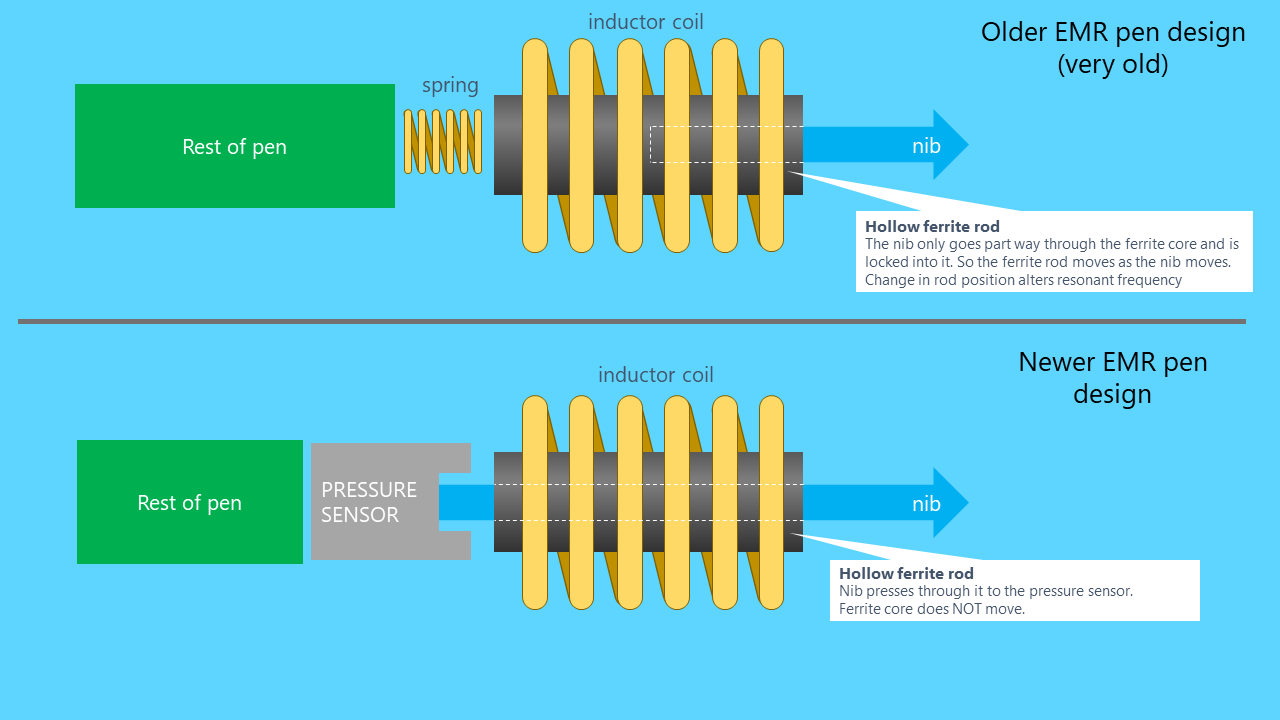 inductor coil
Older EMR pen design
(very old)
spring
Rest of pen
nib
Hollow ferrite rod
The nib only goes part way through the ferrite core and is
locked into it. So the ferrite rod moves as the nib moves.
Change in rod position alters resonant frequency
Newer EMR pen
design
inductor coil
Rest of pen
PRESSURE
SENSOR
nib
Hollow ferrite rod
Nib presses through it to the pressure sensor.
Ferrite core does NOT move.